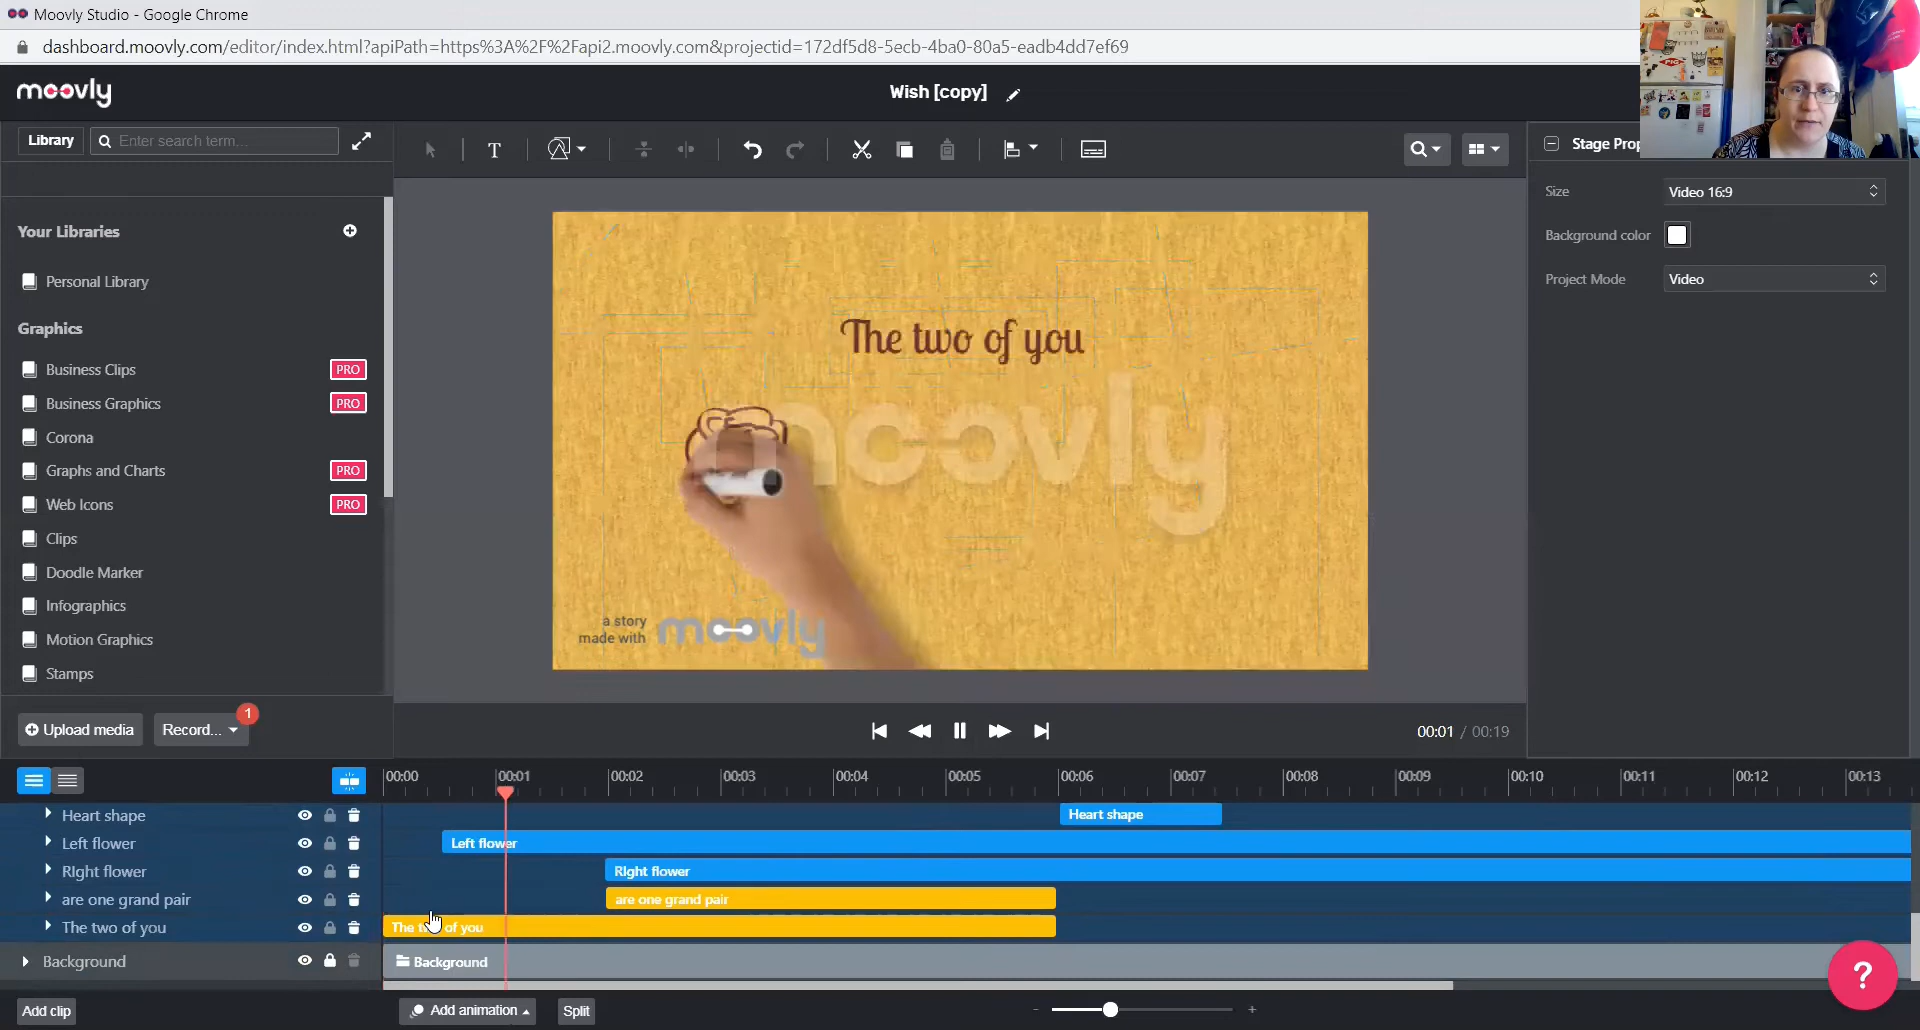 Moovly Studio - Google Chrome
dashboard.moovly.com/editor/index.html?apiPath=https%3A%2F%2Fapi2.moovly.com&projectid=172df5d8-5ecb-4ba0-80a5-eadb4dd7ef69
moovly
Wish [copy]
Library
Enter search term...
T
Stage Prop
Your Libraries
Personal Library
Graphics
Business Clips PRO
Business Graphics PRO
Corona
Graphs and Charts PRO
Web Icons PRO
Clips
Doodle Marker
Infographics
Motion Graphics
Stamps
Upload media
Record...
1
The two of you
moovly
a story
made with
moovly
Size Video 16:9
Background color
Project Mode Video
00:01 / 00:19
00:00 00:01 00:02 00:03 00:04 00:05 00:06 00:07 00:08 00:09 00:10 00:11 00:12 00:13
Heart shape Heart shape
Left flower Left flower
RIght flower RIght flower
are one grand pair are one grand pair
The two of you The two of you
Background Background
Add clip
Add animation
Split
- +
?